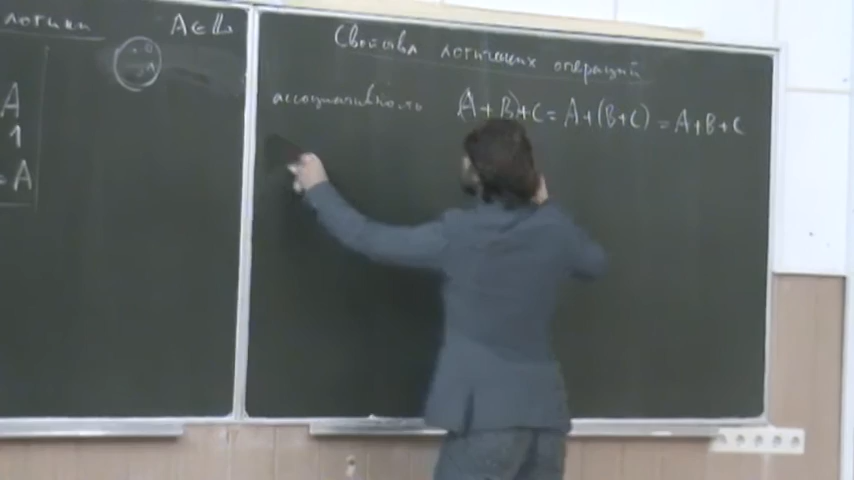 логики
A ∈ L
A
1
= A
Свойства логических операций
ассоциативность (A + B) + C = A + (B + C) = A + B + C